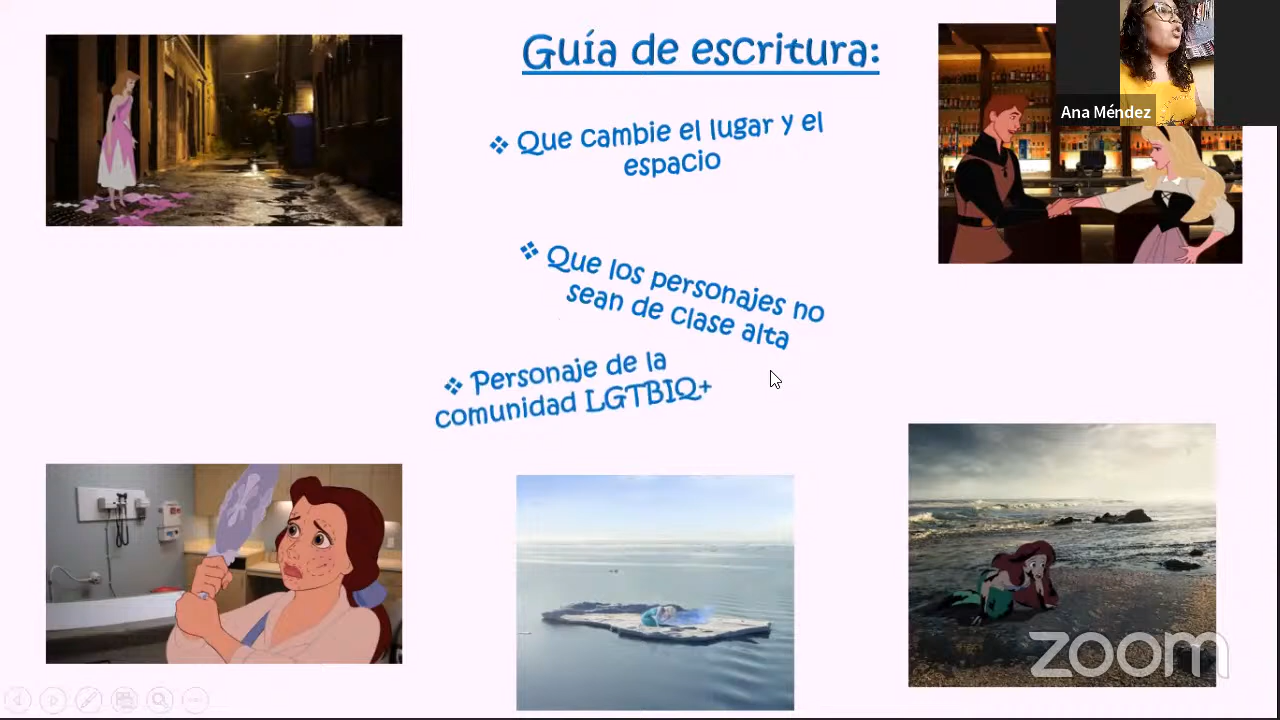 Guía de escritura:
Ana Méndez
❖ Que cambie el lugar y el
espacio
❖ Que los personajes no
sean de clase alta
❖ Personaje de la
comunidad LGTBIQ+
zoom